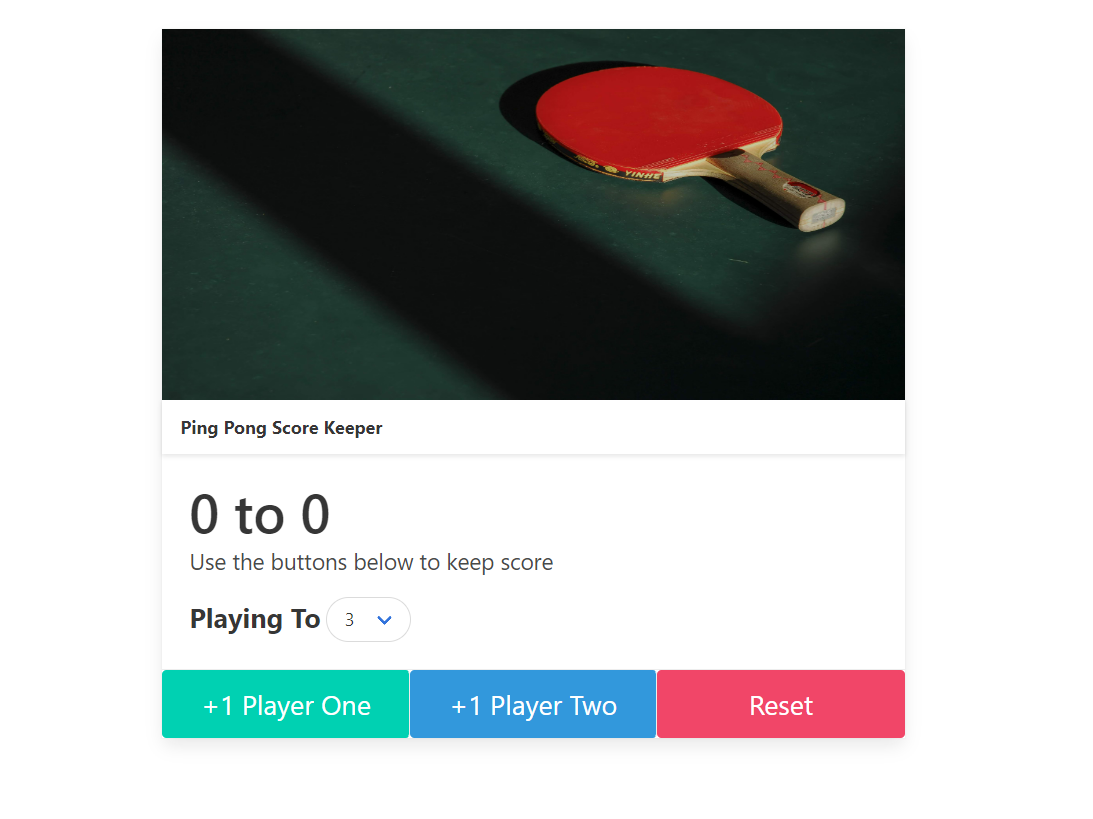 YINHE
Ping Pong Score Keeper
0 to 0
Use the buttons below to keep score
Playing To 3
+1 Player One
+1 Player Two
Reset